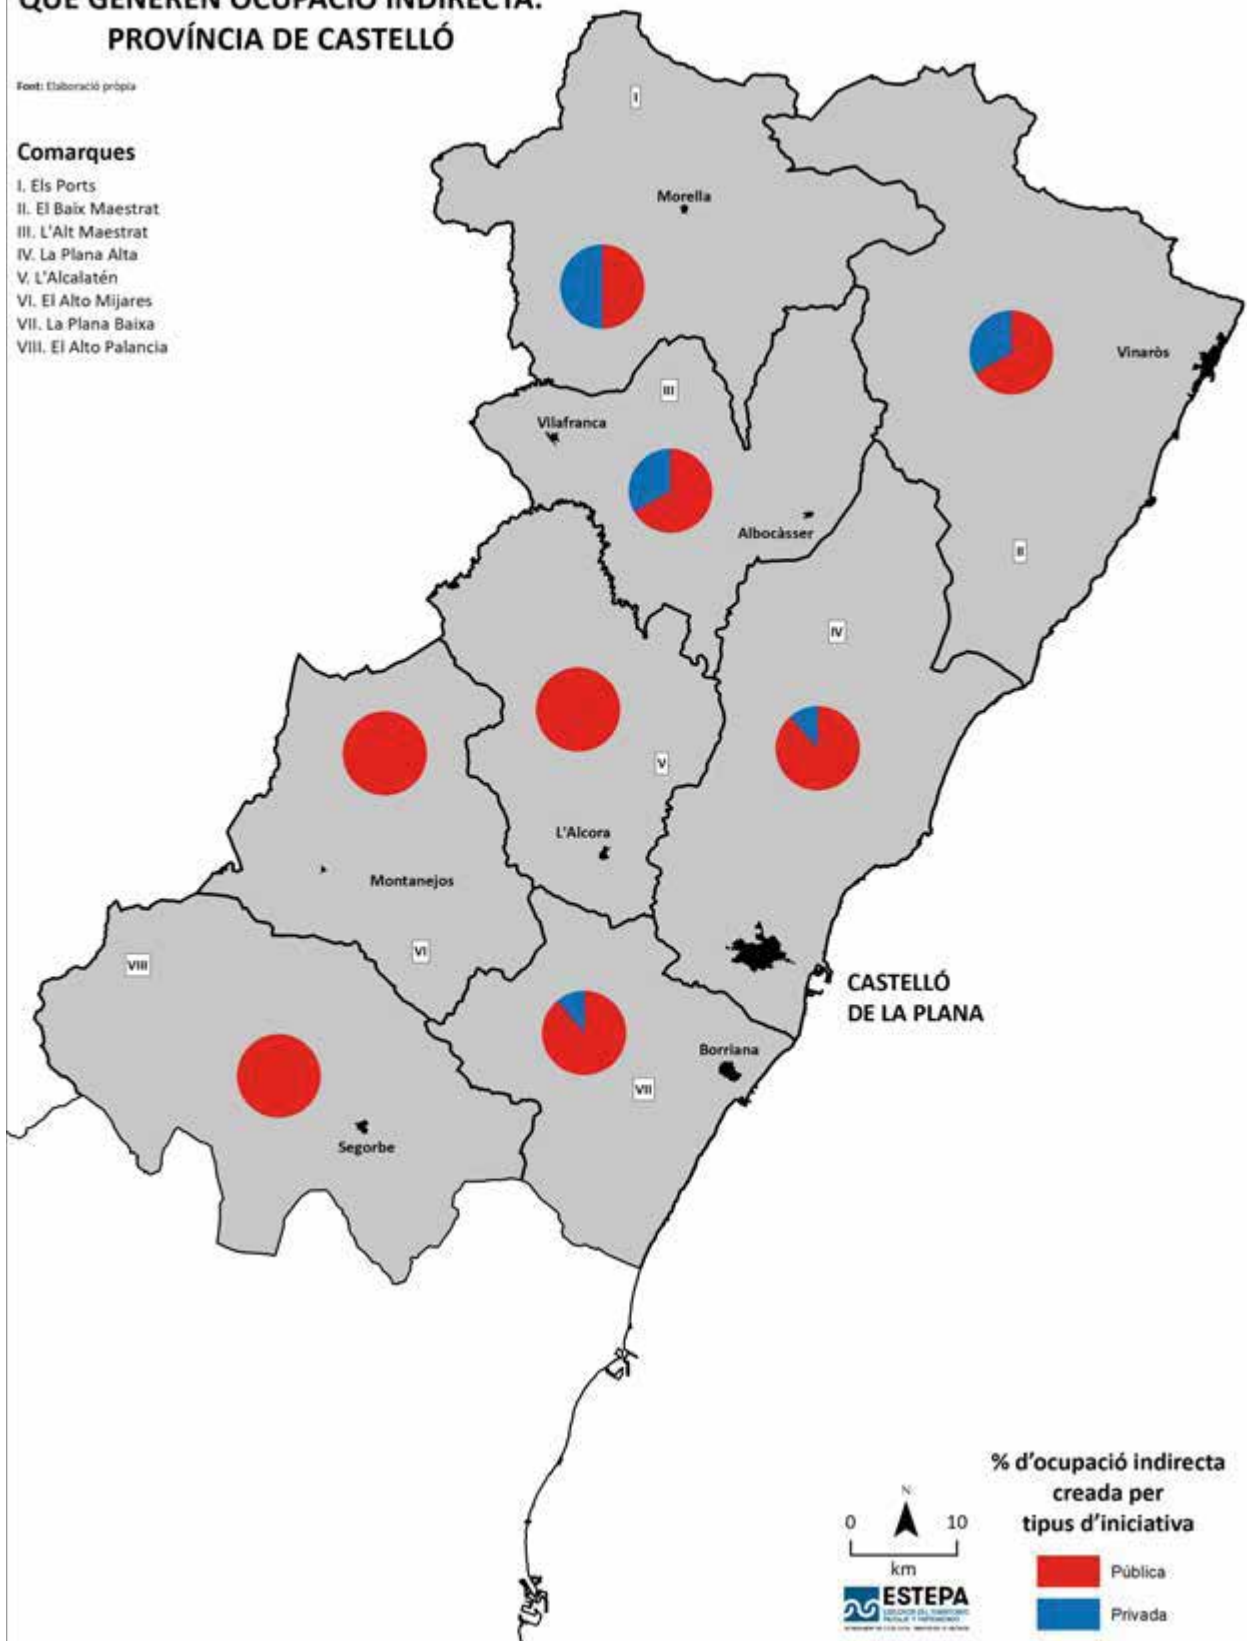 QUE GENEREN OCUPACIÓ INDIRECTA.
PROVÍNCIA DE CASTELLÓ
Font: Elaboració pròpia
Comarques
I. Els Ports
II. El Baix Maestrat
III. L'Alt Maestrat
IV. La Plana Alta
V. L'Alcalatén
VI. El Alto Mijares
VII. La Plana Baixa
VIII. El Alto Palancia
I
Morella
Vinaròs
III
Vilafranca
Albocàsser
II
IV
V
L'Alcora
Montanejos
VI
VIII
CASTELLÓ
DE LA PLANA
Borriana
VII
Segorbe
% d'ocupació indirecta
creada per
tipus d'iniciativa
Pública
Privada
N
0 10
km
ESTEPA